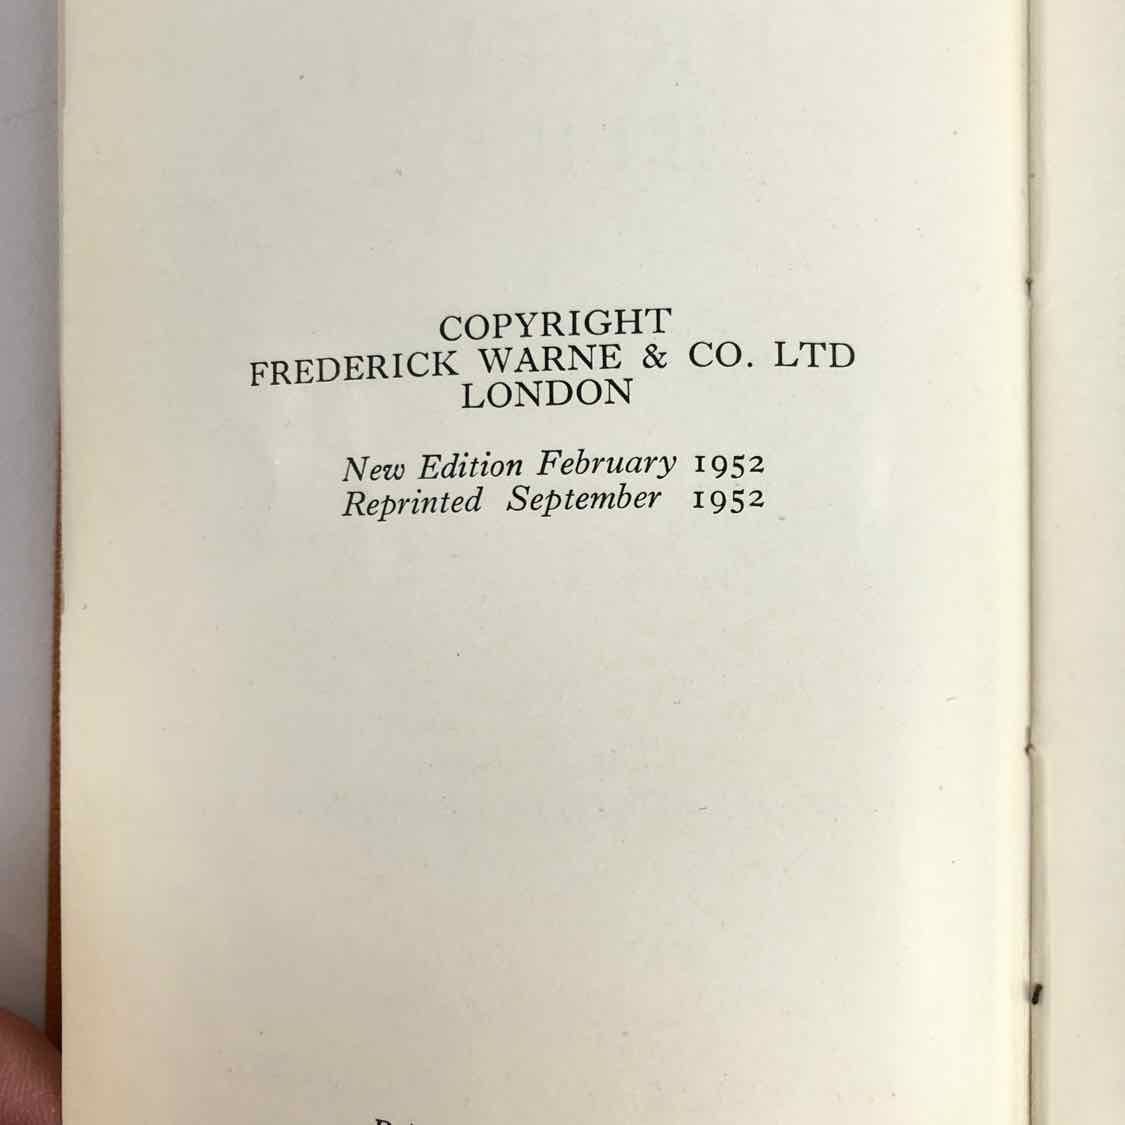 COPYRIGHT
FREDERICK WARNE & CO. LTD
LONDON
New Edition February 1952
Reprinted September 1952